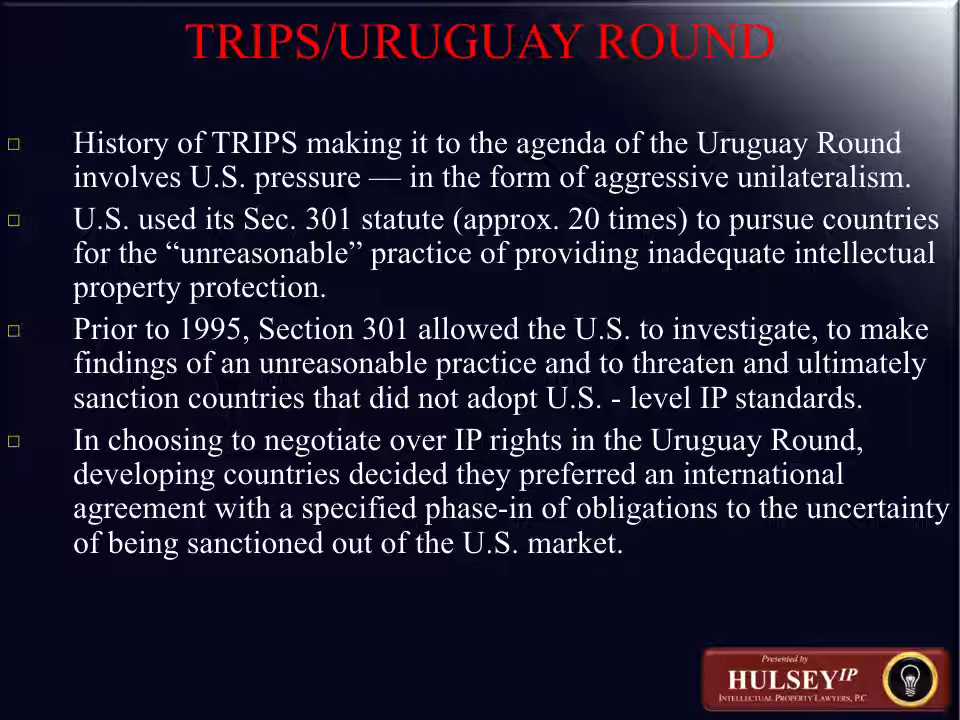 TRIPS/URUGUAY ROUND
History of TRIPS making it to the agenda of the Uruguay Round
involves U.S. pressure — in the form of aggressive unilateralism.
U.S. used its Sec. 301 statute (approx. 20 times) to pursue countries
for the “unreasonable” practice of providing inadequate intellectual
property protection.
Prior to 1995, Section 301 allowed the U.S. to investigate, to make
findings of an unreasonable practice and to threaten and ultimately
sanction countries that did not adopt U.S. - level IP standards.
In choosing to negotiate over IP rights in the Uruguay Round,
developing countries decided they preferred an international
agreement with a specified phase-in of obligations to the uncertainty
of being sanctioned out of the U.S. market.
Presented by
HULSEY IP
INTELLECTUAL PROPERTY LAWYERS, P.C.